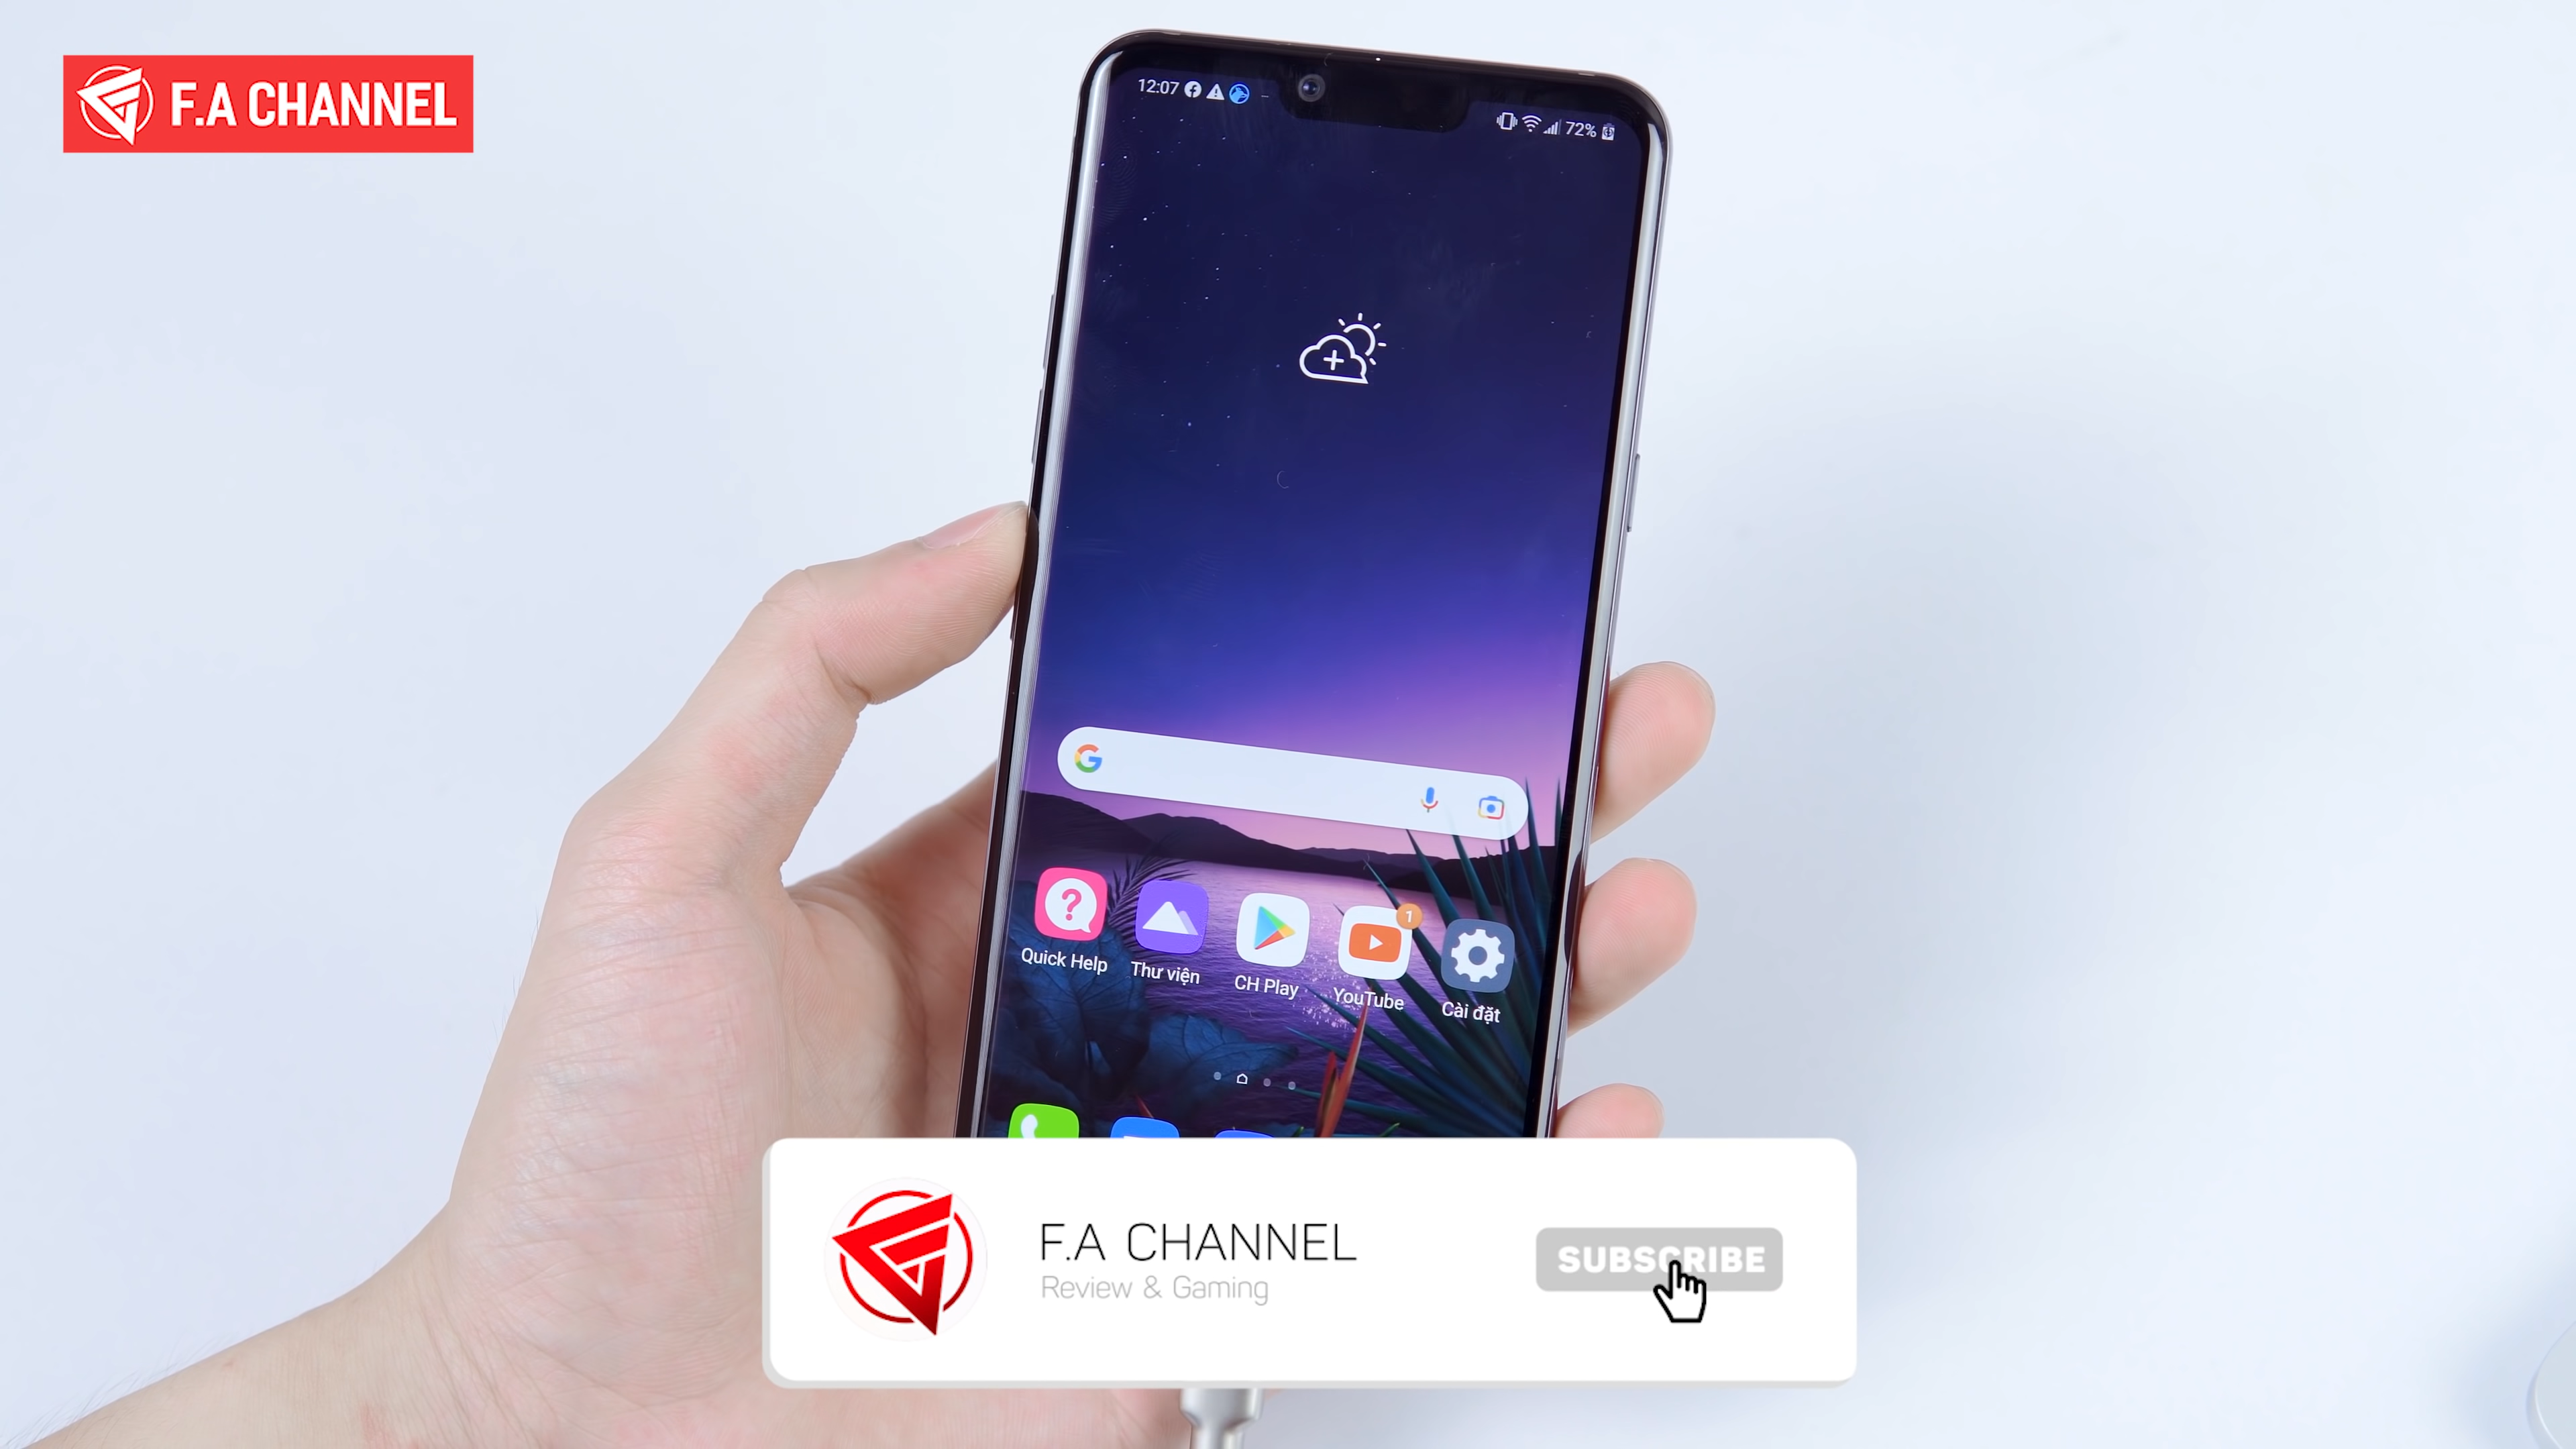 F.A CHANNEL
12:07
72%
Quick Help
Thư viện
CH Play
YouTube
1
Cài đặt
F.A CHANNEL
Review & Gaming
SUBSCRIBE